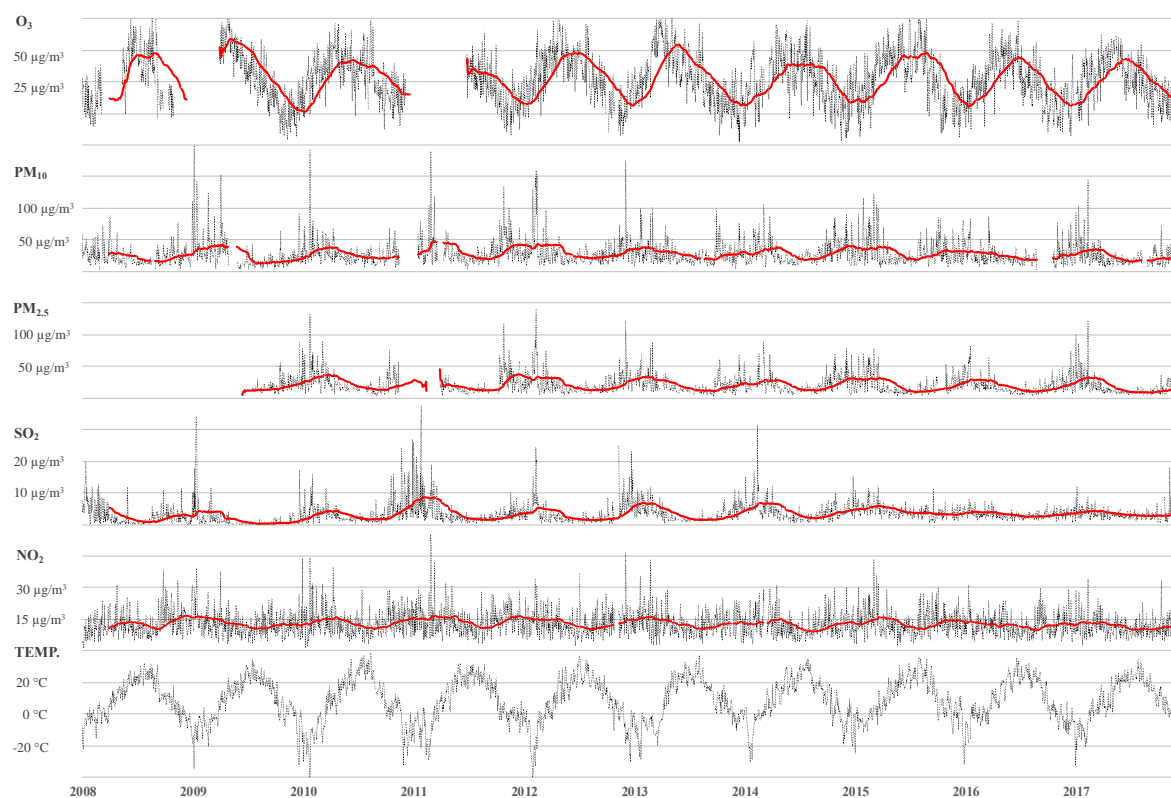 O₃
50 µg/m³
25 µg/m³
PM₁₀
100 µg/m³
50 µg/m³
PM₂.₅
100 µg/m³
50 µg/m³
SO₂
20 µg/m³
10 µg/m³
NO₂
30 µg/m³
15 µg/m³
TEMP.
20 °C
0 °C
-20 °C
2008 2009 2010 2011 2012 2013 2014 2015 2016 2017